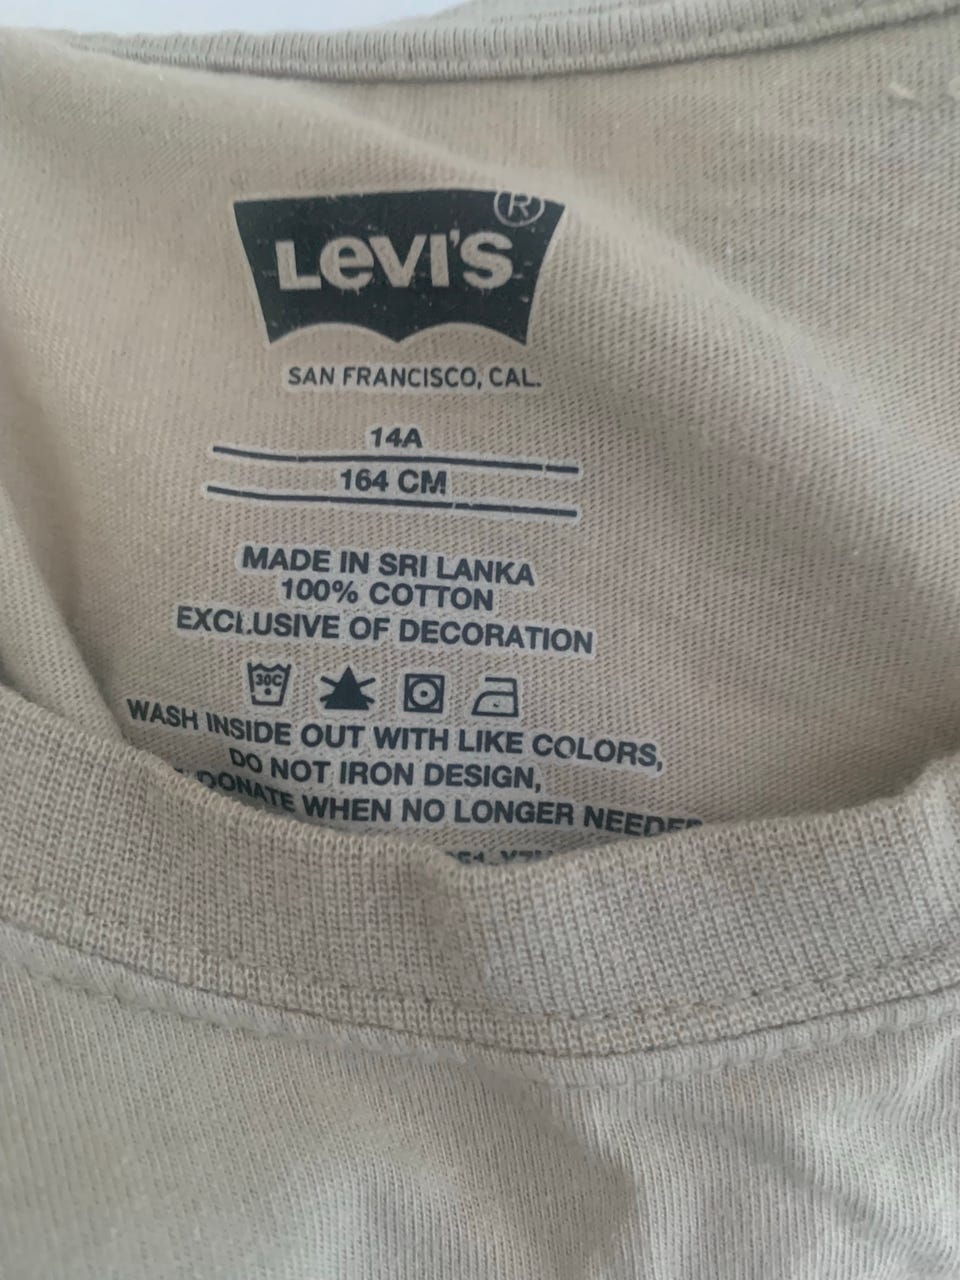 LEVI'S ®
SAN FRANCISCO, CAL.
14A
164 CM
MADE IN SRI LANKA
100% COTTON
EXCLUSIVE OF DECORATION
30C
WASH INSIDE OUT WITH LIKE COLORS,
DO NOT IRON DESIGN,
DONATE WHEN NO LONGER NEEDED